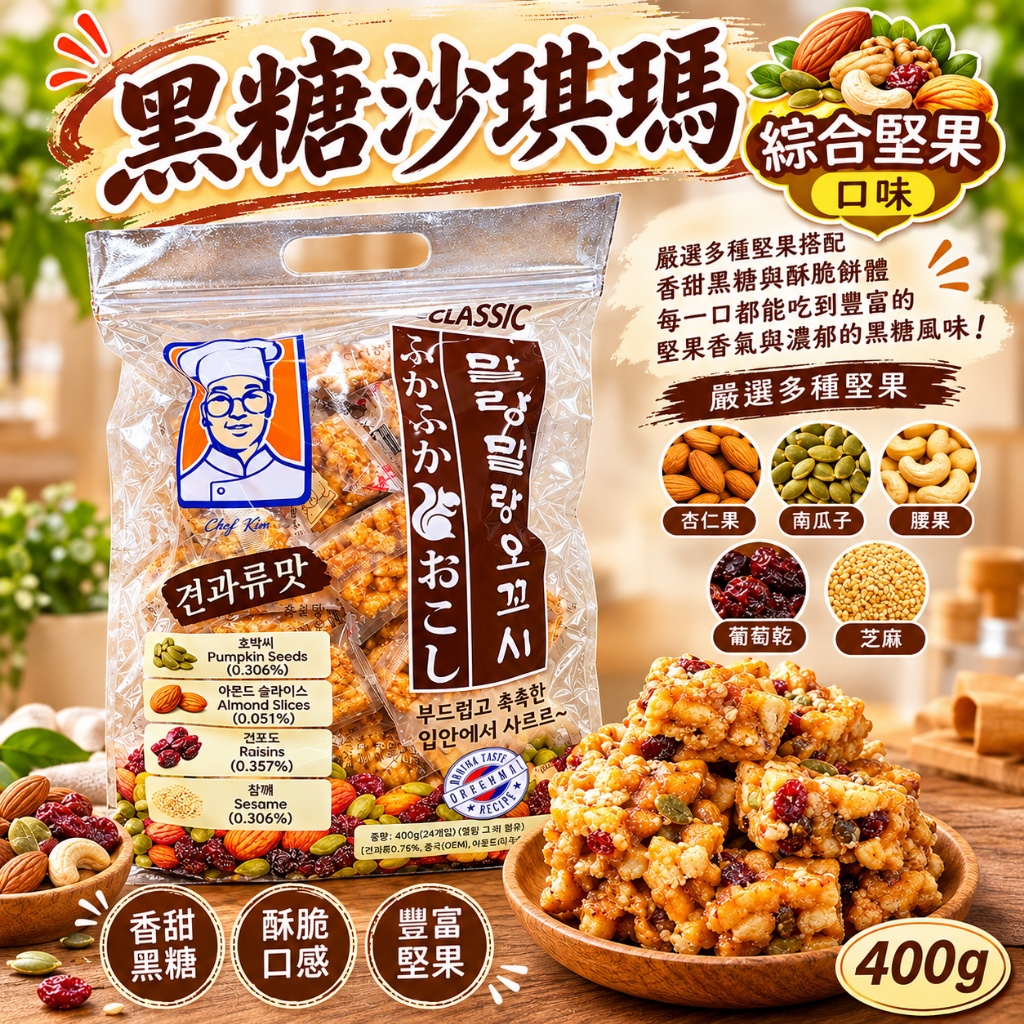 黑糖沙琪瑪
綜合堅果
口味
嚴選多種堅果搭配
香甜黑糖與酥脆餅體
每一口都能吃到豐富的
堅果香氣與濃郁的黑糖風味！
嚴選多種堅果
杏仁果
南瓜子
腰果
葡萄乾
芝麻
CLASSIC
ふかふか
おこし
말랑말랑오꼬시
Chef Kim
견과류맛
호박씨
Pumpkin Seeds
(0.306%)
아몬드 슬라이스
Almond Slices
(0.051%)
건포도
Raisins
(0.357%)
참깨
Sesame
(0.306%)
부드럽고 촉촉한
입안에서 사르르~
TASTE
RECIPE
중량: 400g(24개입)
香甜
黑糖
酥脆
口感
豐富
堅果
400g